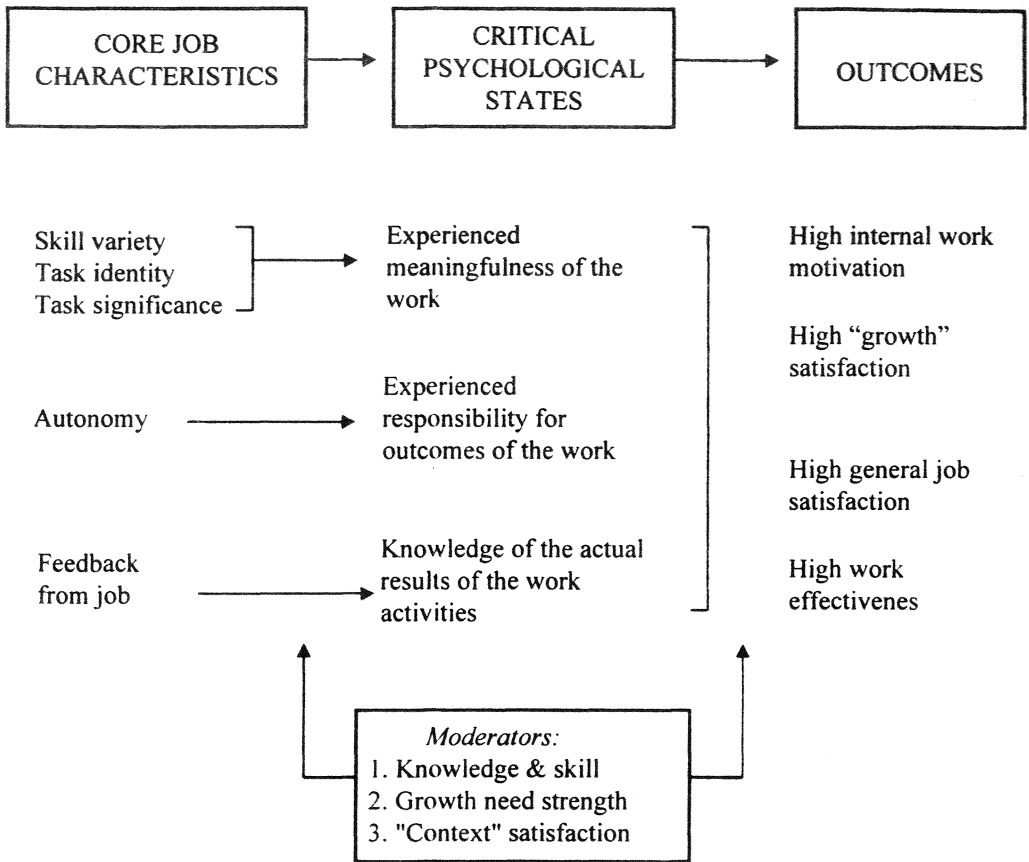 CORE JOB
CHARACTERISTICS
CRITICAL
PSYCHOLOGICAL
STATES
OUTCOMES
Skill variety
Task identity
Task significance
Experienced
meaningfulness of the
work
High internal work
motivation
High “growth”
satisfaction
Autonomy
Experienced
responsibility for
outcomes of the work
High general job
satisfaction
Feedback
from job
Knowledge of the actual
results of the work
activities
High work
effectivenes
Moderators:
1. Knowledge & skill
2. Growth need strength
3. "Context" satisfaction